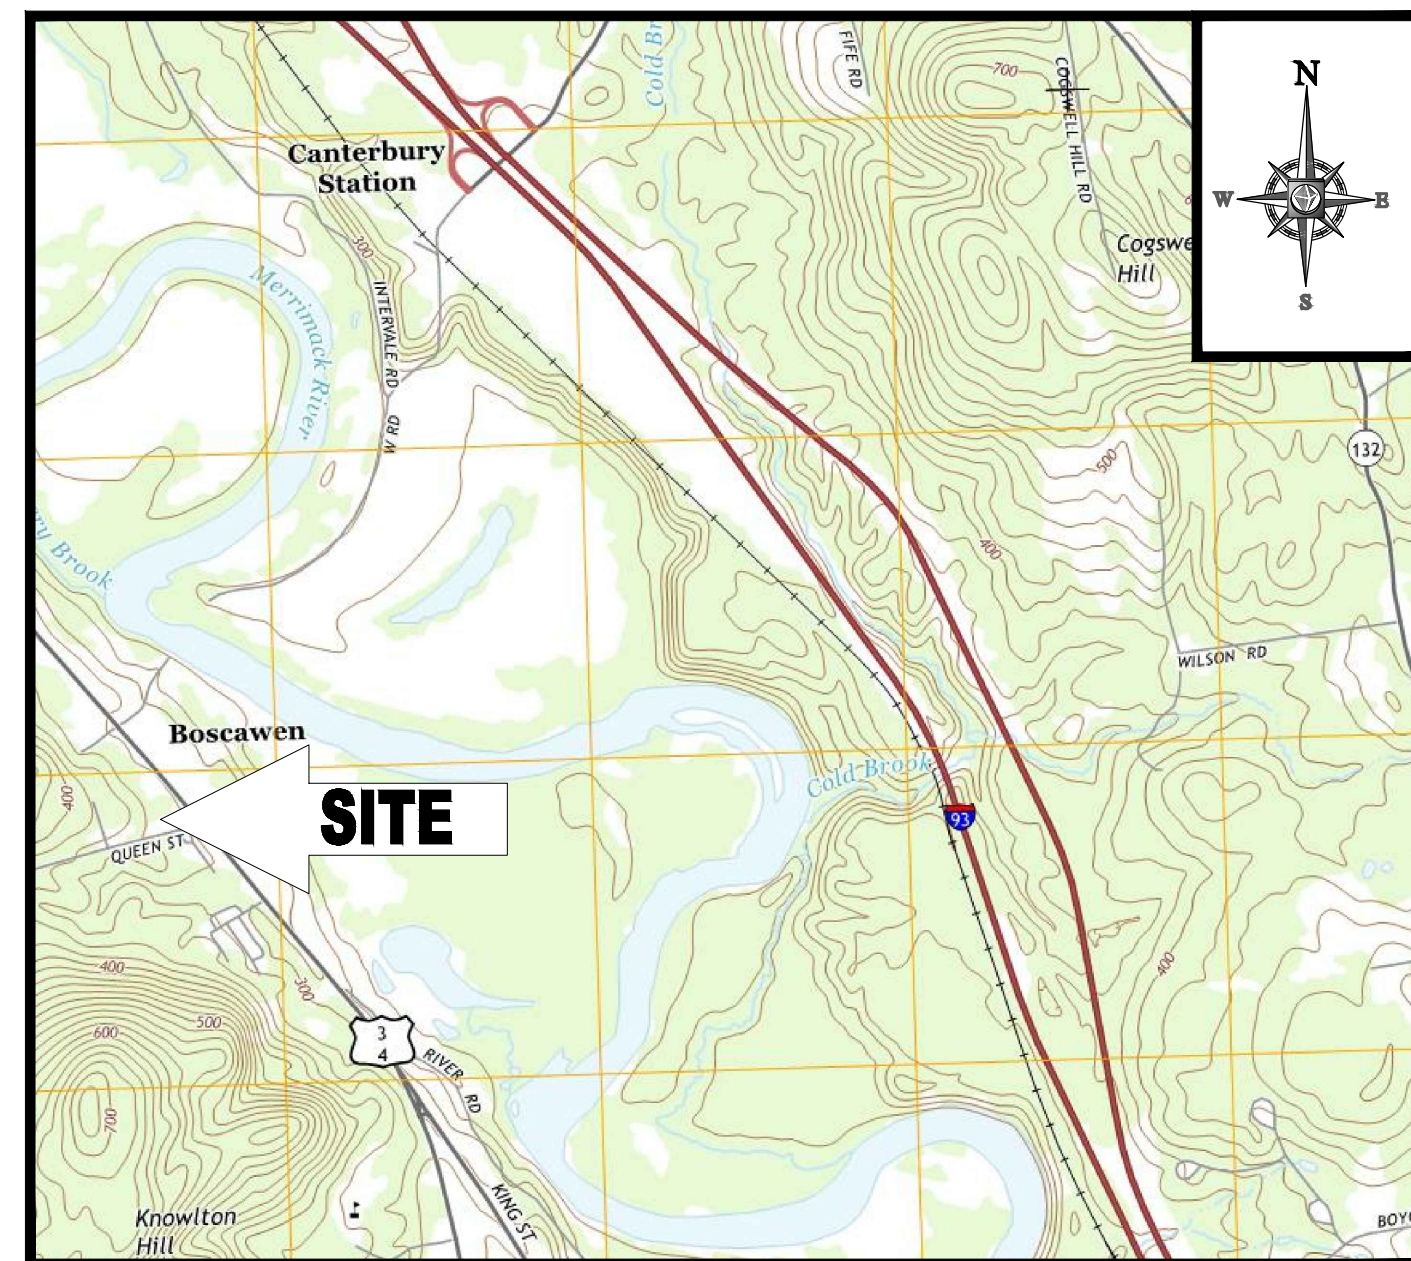 Cold Br
FIFE RD
700
COGSWELL HILL RD
N
W
E
S
Canterbury
Station
300
Cogswe
Hill
Merrimack River
INTERVALE RD
W RD
132
500
400
ry Brook
WILSON RD
Boscawen
Cold Brook
400
SITE
93
QUEEN ST
400
300
400
500
600
3
4
RIVER RD
700
KING ST
Knowlton
Hill
BOY